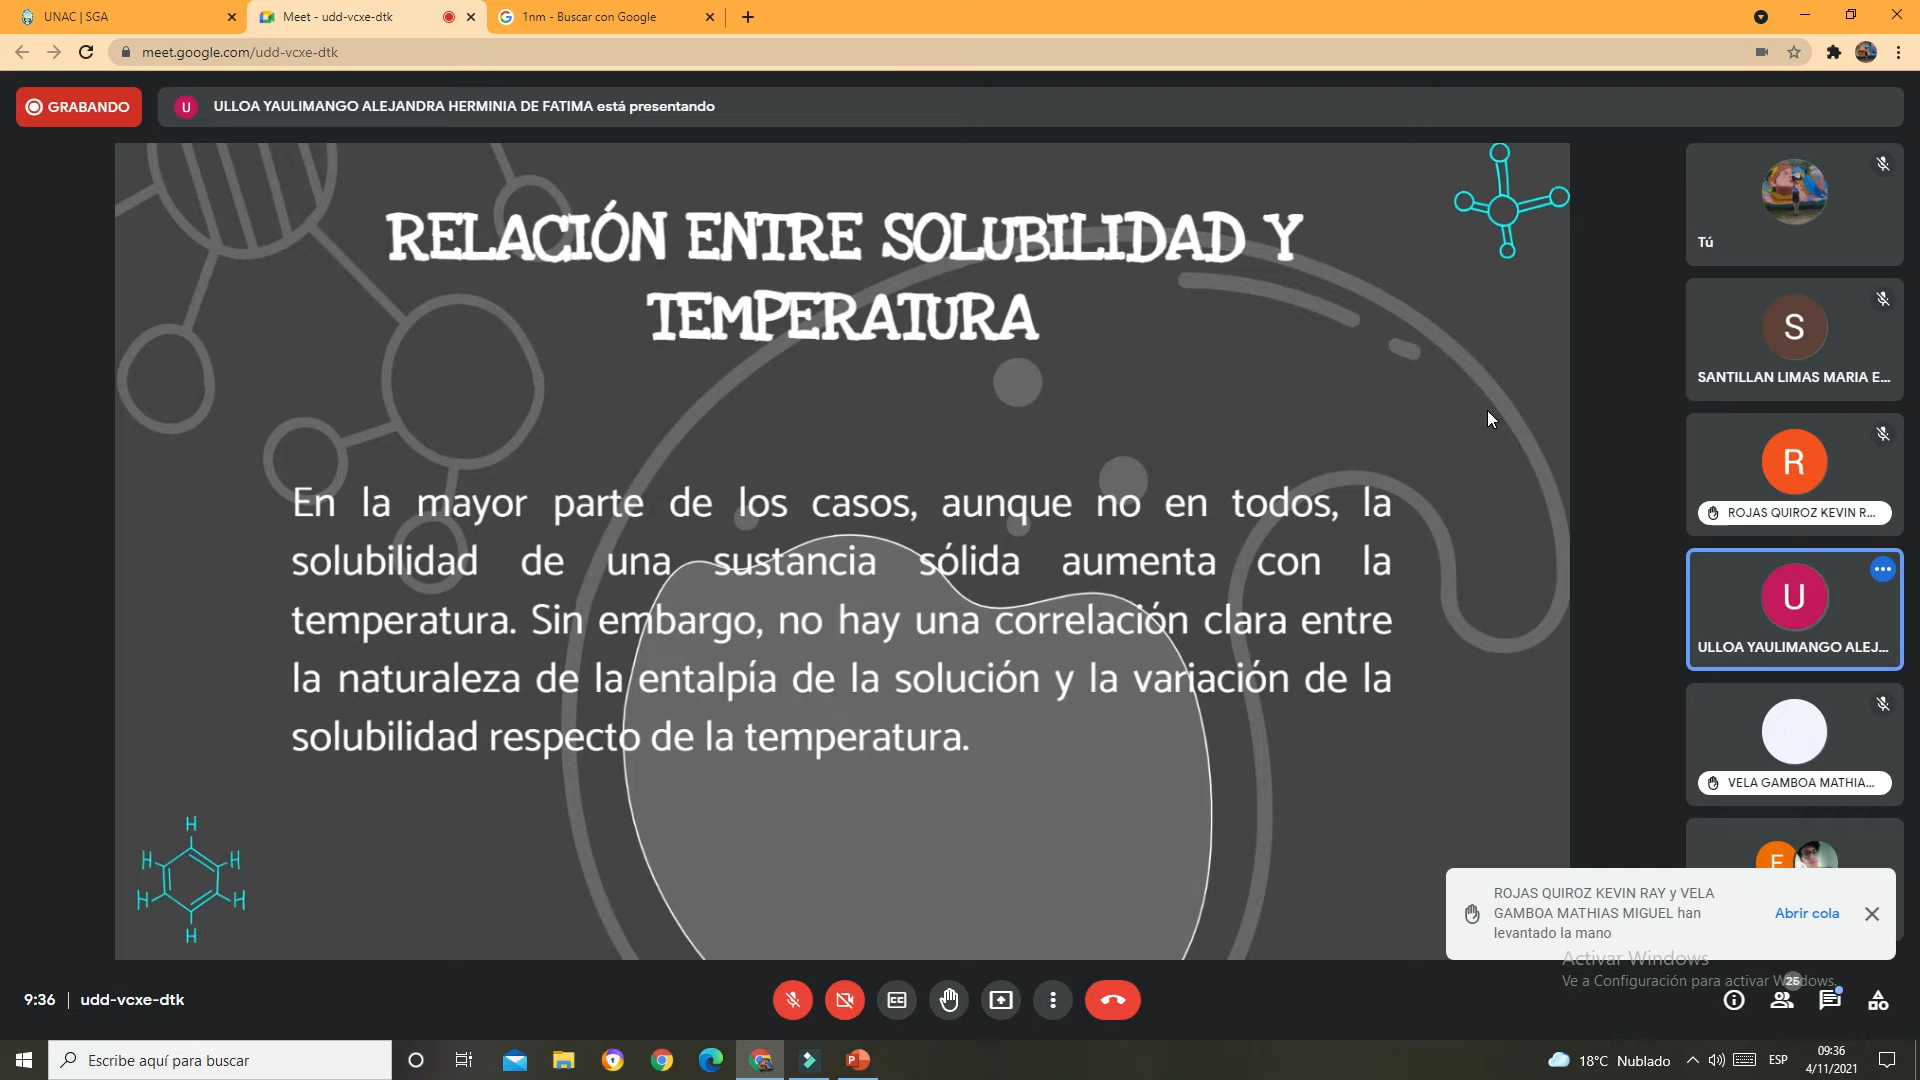 UNAC | SGA
Meet - udd-vcxe-dtk
1nm - Buscar con Google
meet.google.com/udd-vcxe-dtk
GRABANDO
U
ULLOA YAULIMANGO ALEJANDRA HERMINIA DE FATIMA está presentando
RELACIÓN ENTRE SOLUBILIDAD Y
TEMPERATURA
En la mayor parte de los casos, aunque no en todos, la
solubilidad de una sustancia sólida aumenta con la
temperatura. Sin embargo, no hay una correlación clara entre
la naturaleza de la entalpía de la solución y la variación de la
solubilidad respecto de la temperatura.
H
H H
H H
H
Tú
S
SANTILLAN LIMAS MARIA E...
R
ROJAS QUIROZ KEVIN R...
U
ULLOA YAULIMANGO ALEJ...
VELA GAMBOA MATHIA...
ROJAS QUIROZ KEVIN RAY y VELA
GAMBOA MATHIAS MIGUEL han
levantado la mano
Abrir cola
Activar Windows
Ve a Configuración para activar Windows.
9:36 | udd-vcxe-dtk
25
Escribe aquí para buscar
18°C Nublado
ESP
09:36
4/11/2021